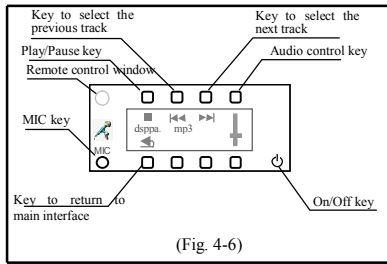 Key to select the
previous track
Key to select the
next track
Play/Pause key
Audio control key
Remote control window
MIC key
dsppa. mp3
MIC
Key to return to
main interface
On/Off key
(Fig. 4-6)